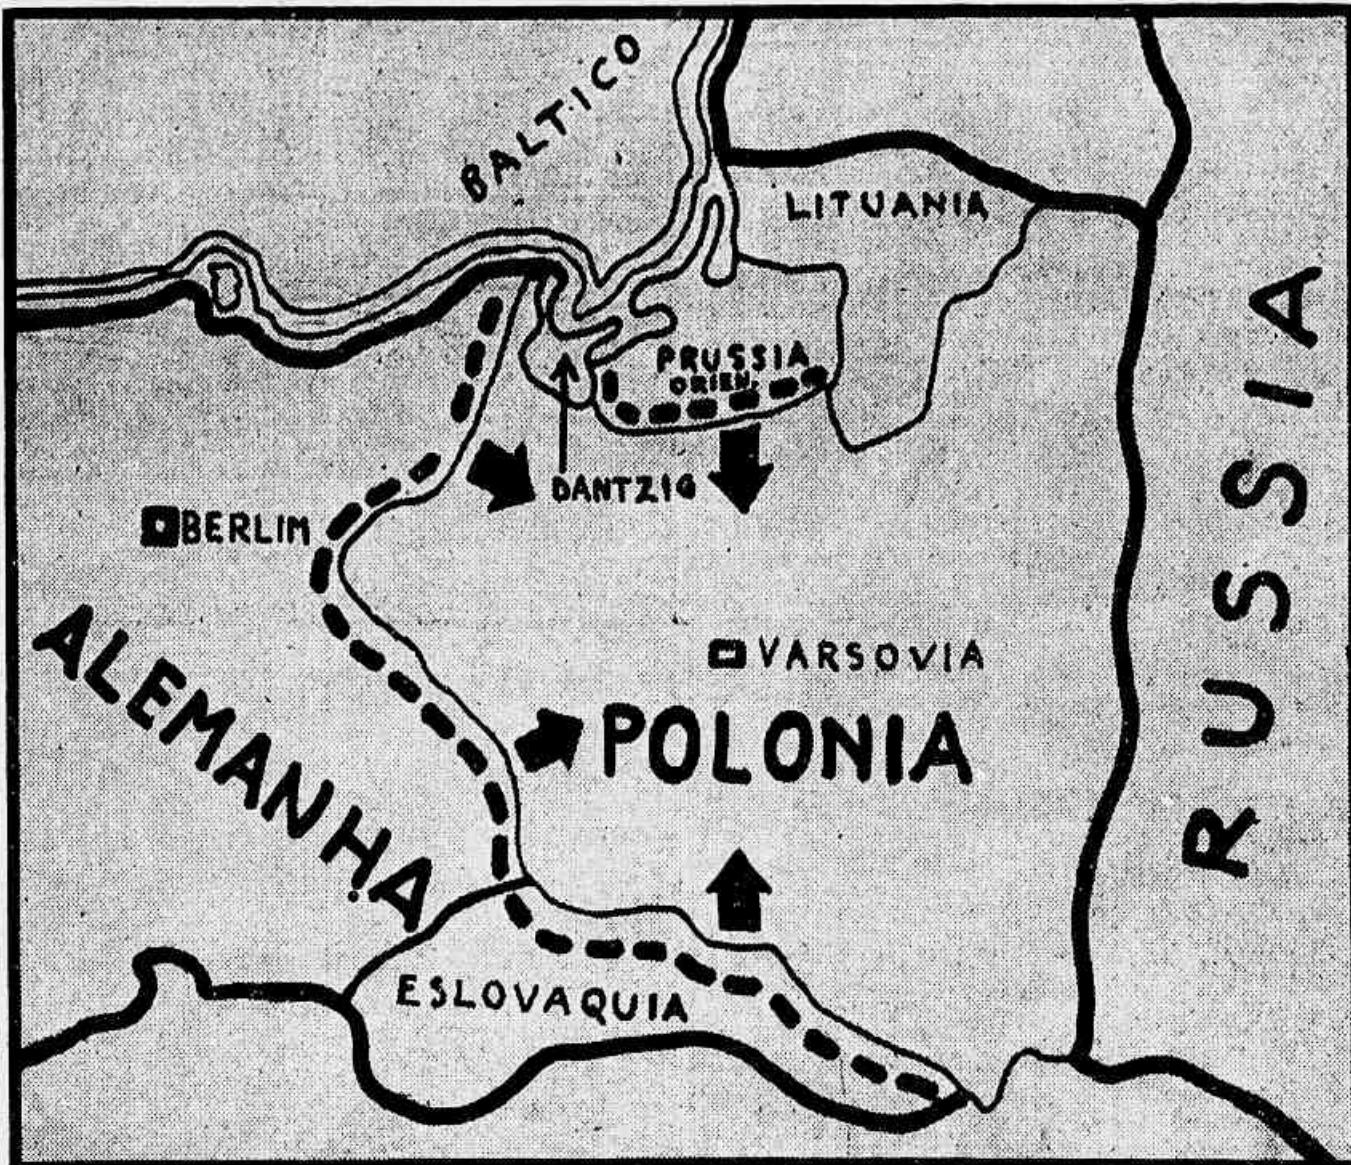 BALTICO
LITUANIA
PRUSSIA
ORIEN.
DANTZIG
BERLIM
VARSOVIA
ALEMANHA
POLONIA
RUSSIA
ESLOVAQUIA